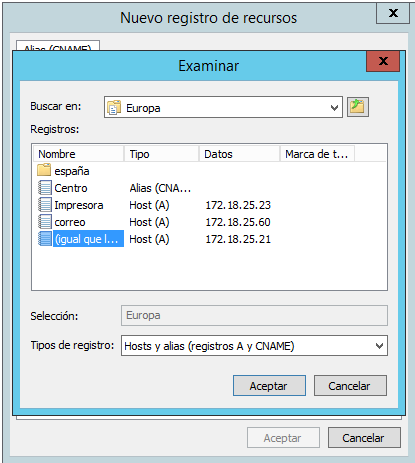 Nuevo registro de recursos
x
Alias (CNAME)
Examinar
x
Buscar en: Europa
Registros:
Nombre Tipo Datos Marca de t...
españa
Centro Alias (CNA...
Impresora Host (A) 172.18.25.23
correo Host (A) 172.18.25.60
(igual que l... Host (A) 172.18.25.21
Selección: Europa
Tipos de registro: Hosts y alias (registros A y CNAME)
Aceptar Cancelar
Aceptar Cancelar